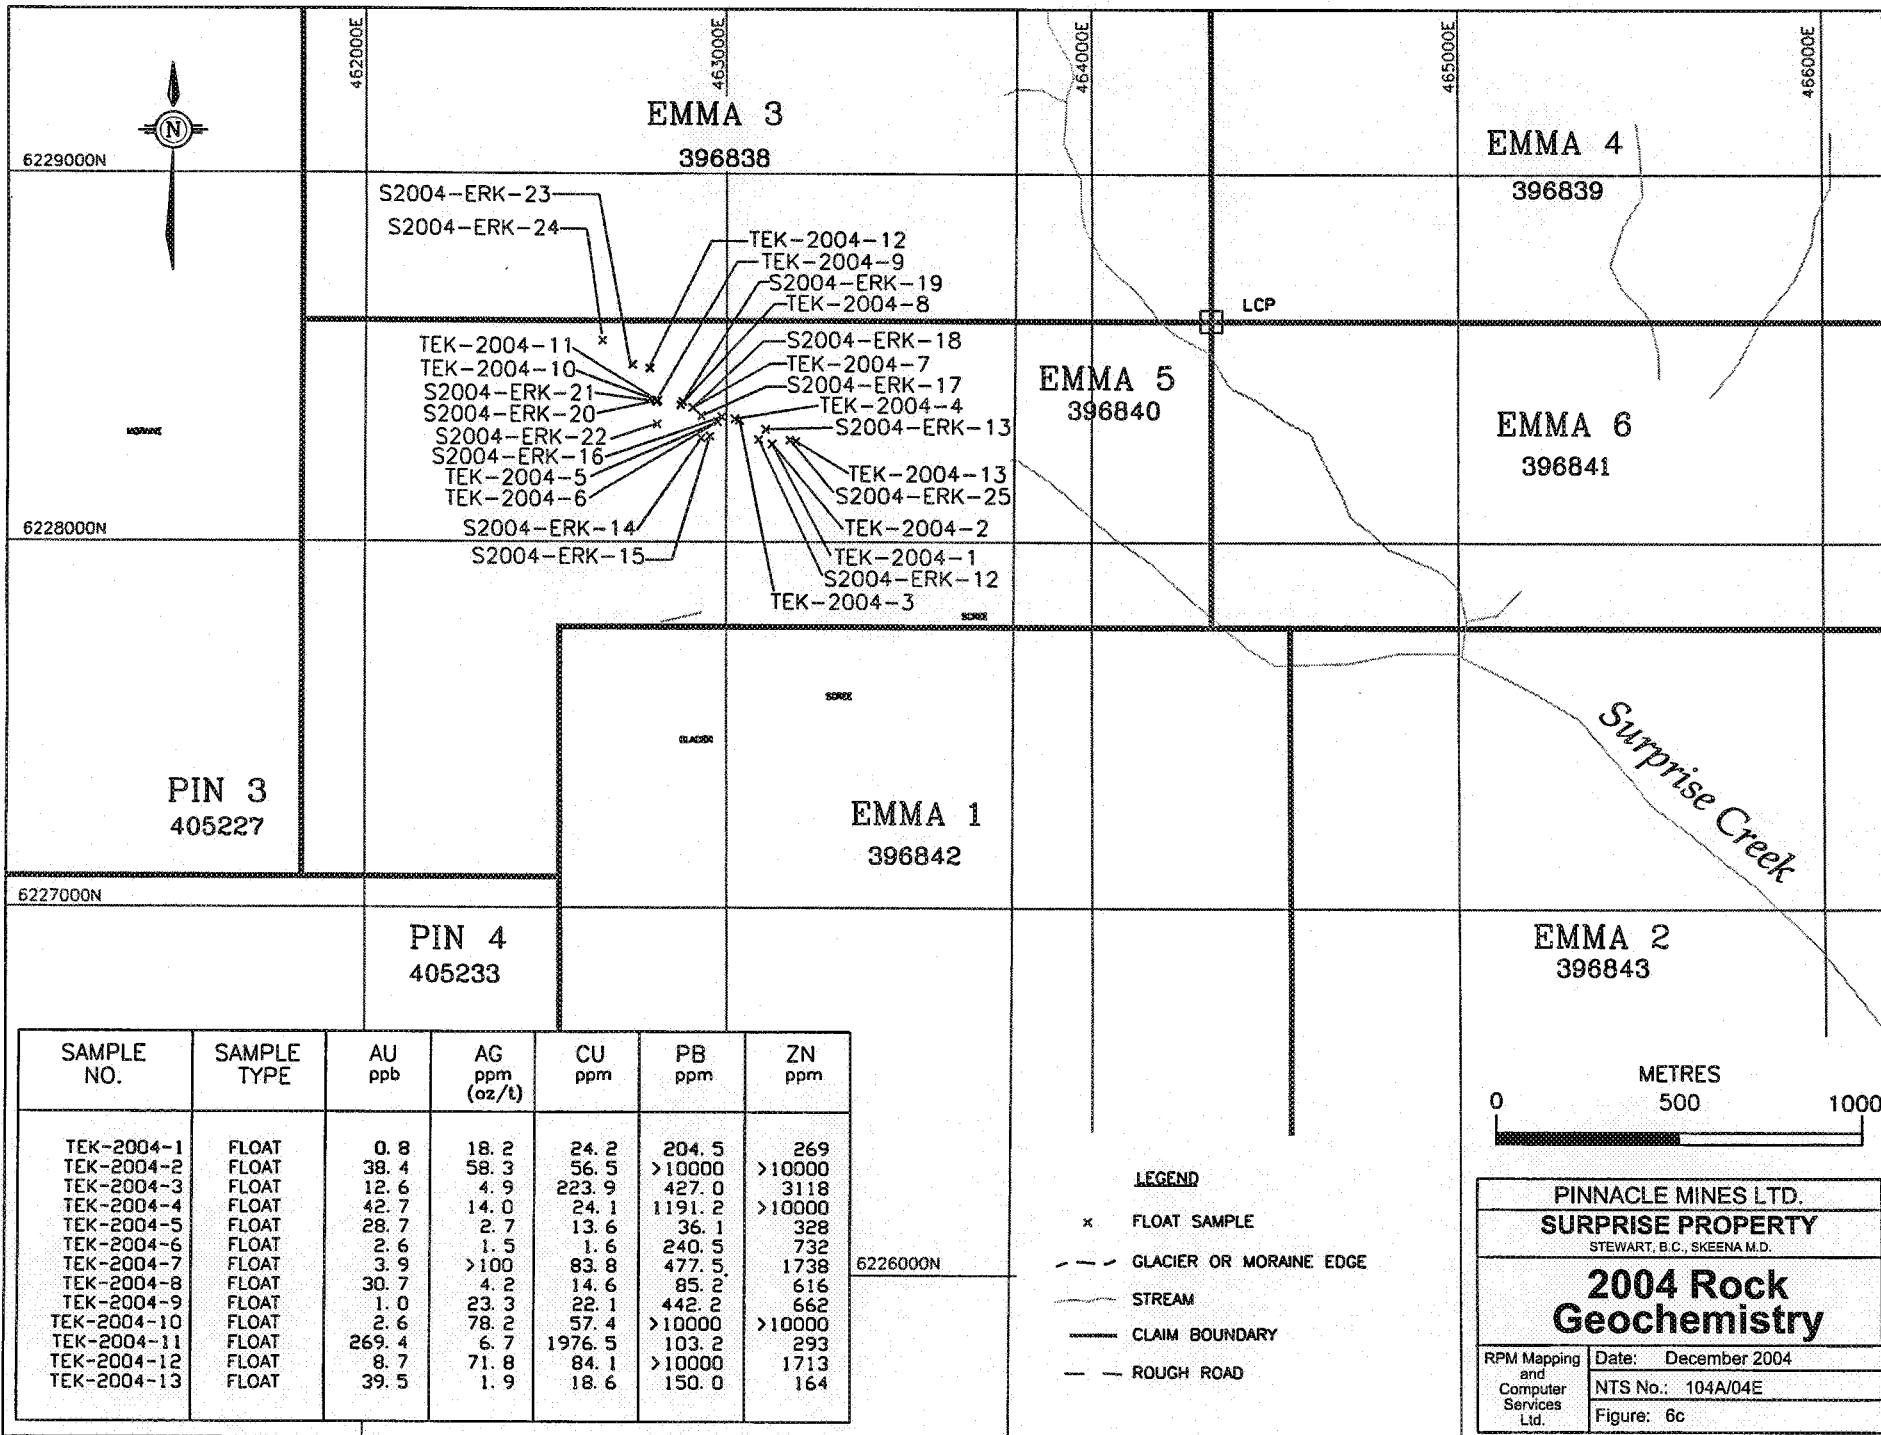 462000E
463000E
464000E
465000E
466000E
N
EMMA 3
396838
EMMA 4
396839
6229000N
S2004-ERK-23
S2004-ERK-24
TEK-2004-12
TEK-2004-9
S2004-ERK-19
TEK-2004-8
LCP
TEK-2004-11
TEK-2004-10
S2004-ERK-21
S2004-ERK-20
S2004-ERK-22
S2004-ERK-16
TEK-2004-5
TEK-2004-6
S2004-ERK-14
S2004-ERK-15
S2004-ERK-18
TEK-2004-7
S2004-ERK-17
TEK-2004-4
S2004-ERK-13
TEK-2004-13
S2004-ERK-25
TEK-2004-2
TEK-2004-1
S2004-ERK-12
TEK-2004-3
EMMA 5
396840
EMMA 6
396841
MORAINE
6228000N
SCREE
SCREE
GLACIER
Surprise Creek
PIN 3
405227
EMMA 1
396842
6227000N
PIN 4
405233
EMMA 2
396843
SAMPLE NO. SAMPLE TYPE AU ppb AG ppm (oz/t) CU ppm PB ppm ZN ppm
TEK-2004-1 FLOAT 0.8 18.2 24.2 204.5 269
TEK-2004-2 FLOAT 38.4 58.3 56.5 >10000 >10000
TEK-2004-3 FLOAT 12.6 4.9 223.9 427.0 3118
TEK-2004-4 FLOAT 42.7 14.0 24.1 1191.2 >10000
TEK-2004-5 FLOAT 28.7 2.7 13.6 36.1 328
TEK-2004-6 FLOAT 2.6 1.5 1.6 240.5 732
TEK-2004-7 FLOAT 3.9 >100 83.8 477.5 1738
TEK-2004-8 FLOAT 30.7 4.2 14.6 85.2 616
TEK-2004-9 FLOAT 1.0 23.3 22.1 442.2 662
TEK-2004-10 FLOAT 2.6 78.2 57.4 >10000 >10000
TEK-2004-11 FLOAT 269.4 6.7 1976.5 103.2 293
TEK-2004-12 FLOAT 8.7 71.8 84.1 >10000 1713
TEK-2004-13 FLOAT 39.5 1.9 18.6 150.0 164
6226000N
LEGEND
× FLOAT SAMPLE
GLACIER OR MORAINE EDGE
STREAM
CLAIM BOUNDARY
ROUGH ROAD
METRES
0 500 1000
PINNACLE MINES LTD.
SURPRISE PROPERTY
STEWART, B.C., SKEENA M.D.
2004 Rock
Geochemistry
RPM Mapping
and
Computer
Services
Ltd.
Date: December 2004
NTS No.: 104A/04E
Figure: 6c